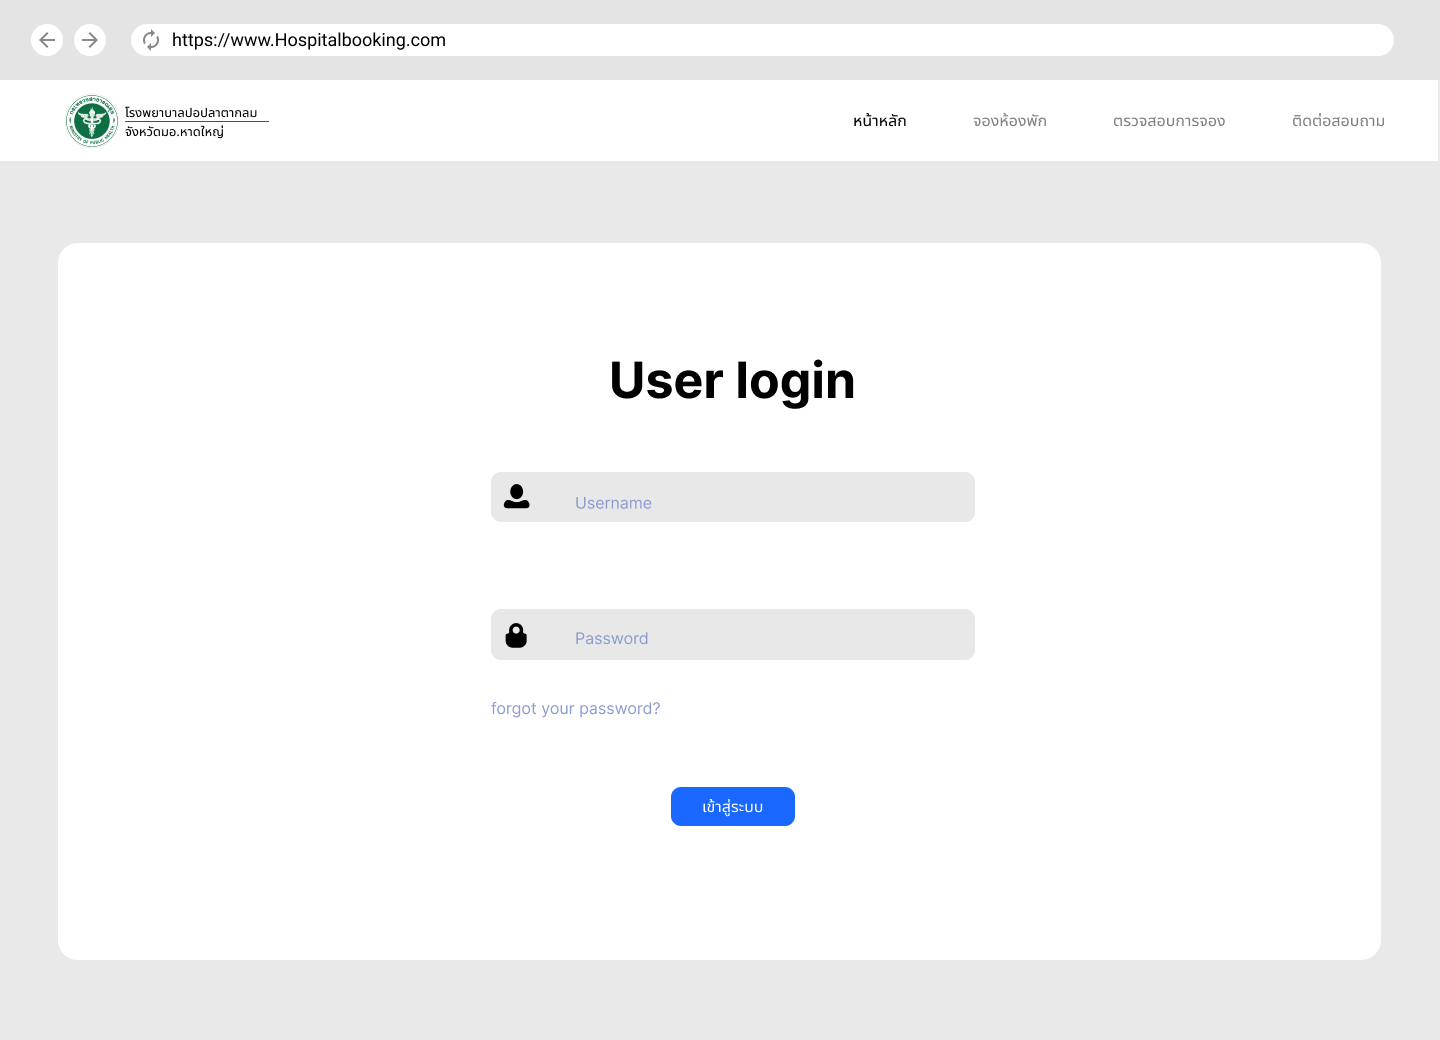 https://www.Hospitalbooking.com
โรงพยาบาลปอปลาตากลม
จังหวัดมอ.หาดใหญ่
หน้าหลัก จองห้องพัก ตรวจสอบการจอง ติดต่อสอบถาม
User login
Username
Password
forgot your password?
เข้าสู่ระบบ